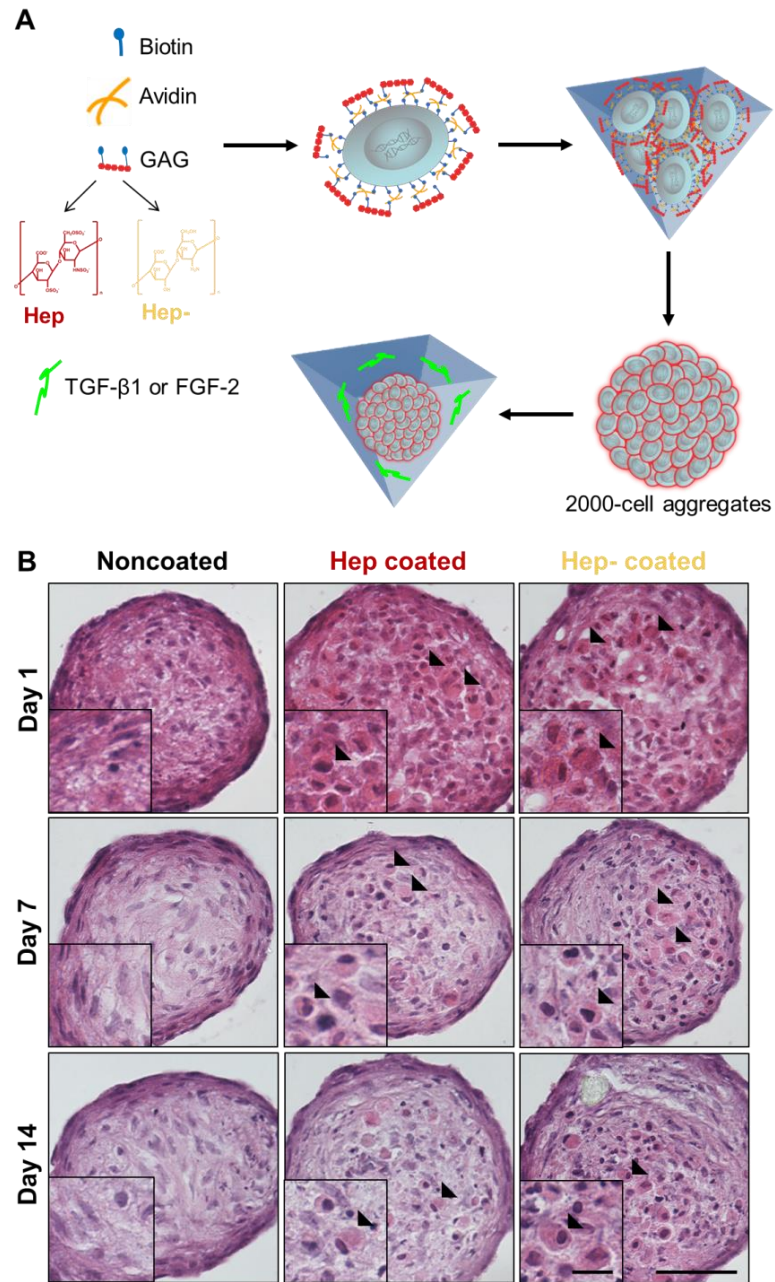 A
Biotin
Avidin
GAG
Hep
Hep-
TGF-β1 or FGF-2
2000-cell aggregates
B
Noncoated
Hep coated
Hep- coated
Day 1
Day 7
Day 14